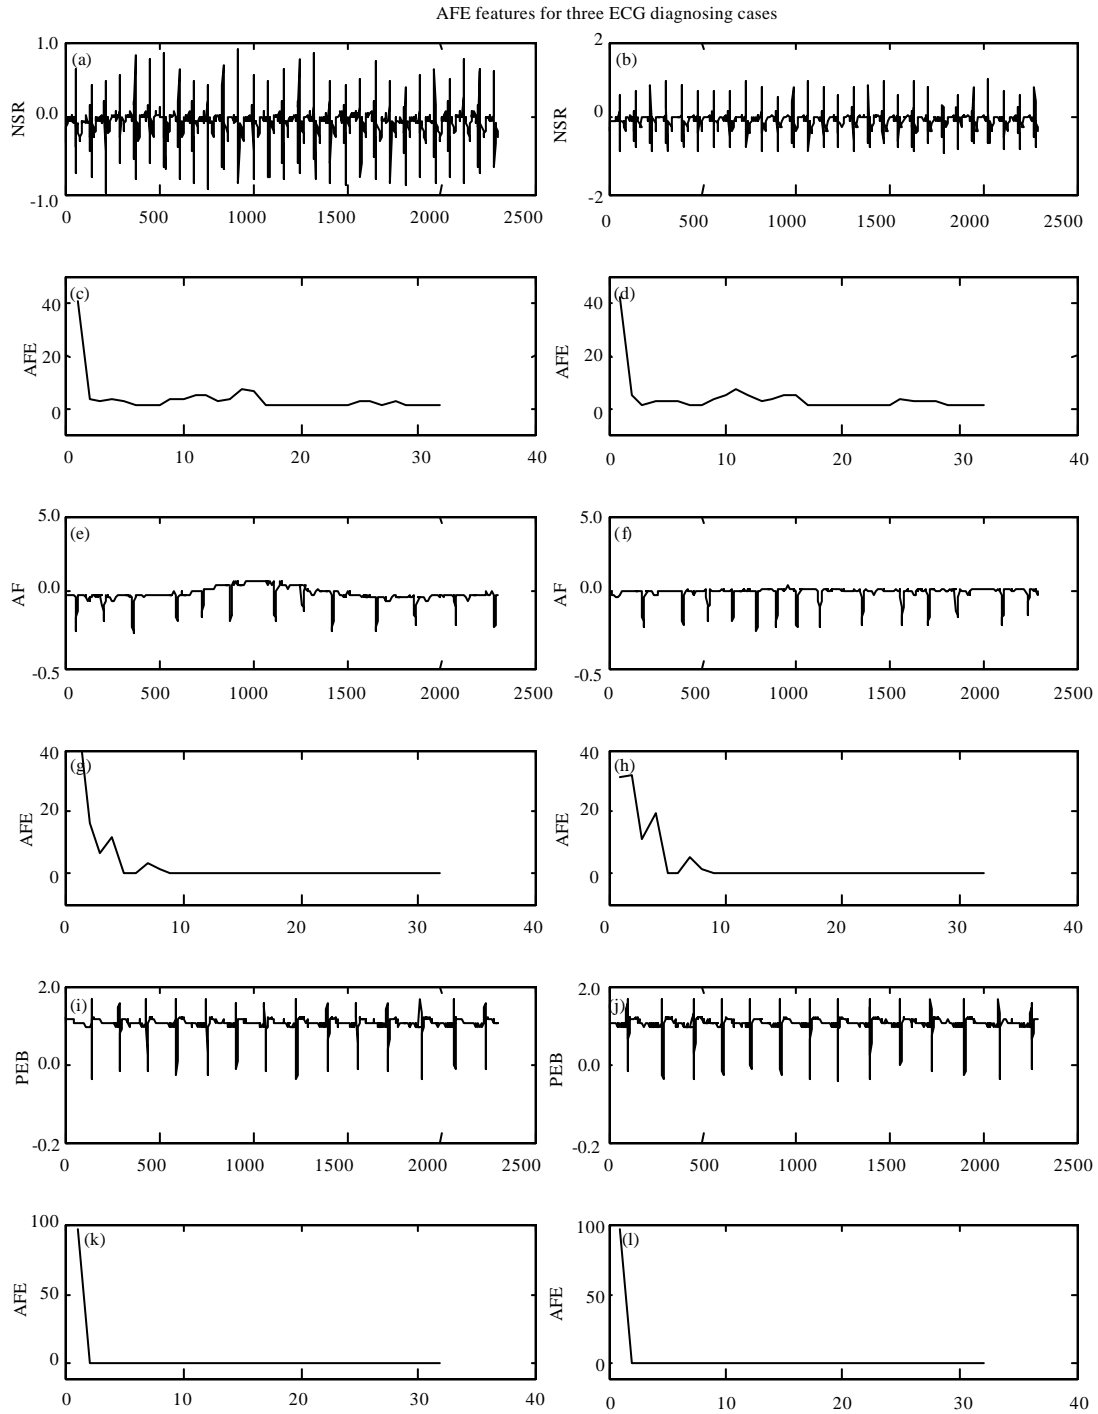 AFE features for three ECG diagnosing cases
(a)
NSR
1.0
0.0
-1.0
0 500 1000 1500 2000 2500
(b)
NSR
2
0
-2
0 500 1000 1500 2000 2500
(c)
AFE
40
20
0
0 10 20 30 40
(d)
AFE
40
20
0
0 10 20 30 40
(e)
AF
5.0
0.0
-0.5
0 500 1000 1500 2000 2500
(f)
AF
5.0
0.0
-0.5
0 500 1000 1500 2000 2500
(g)
AFE
40
20
0
0 10 20 30 40
(h)
AFE
40
20
0
0 10 20 30 40
(i)
PEB
2.0
0.0
-0.2
0 500 1000 1500 2000 2500
(j)
PEB
2.0
0.0
-0.2
0 500 1000 1500 2000 2500
(k)
AFE
100
50
0
0 10 20 30 40
(l)
AFE
100
50
0
0 10 20 30 40